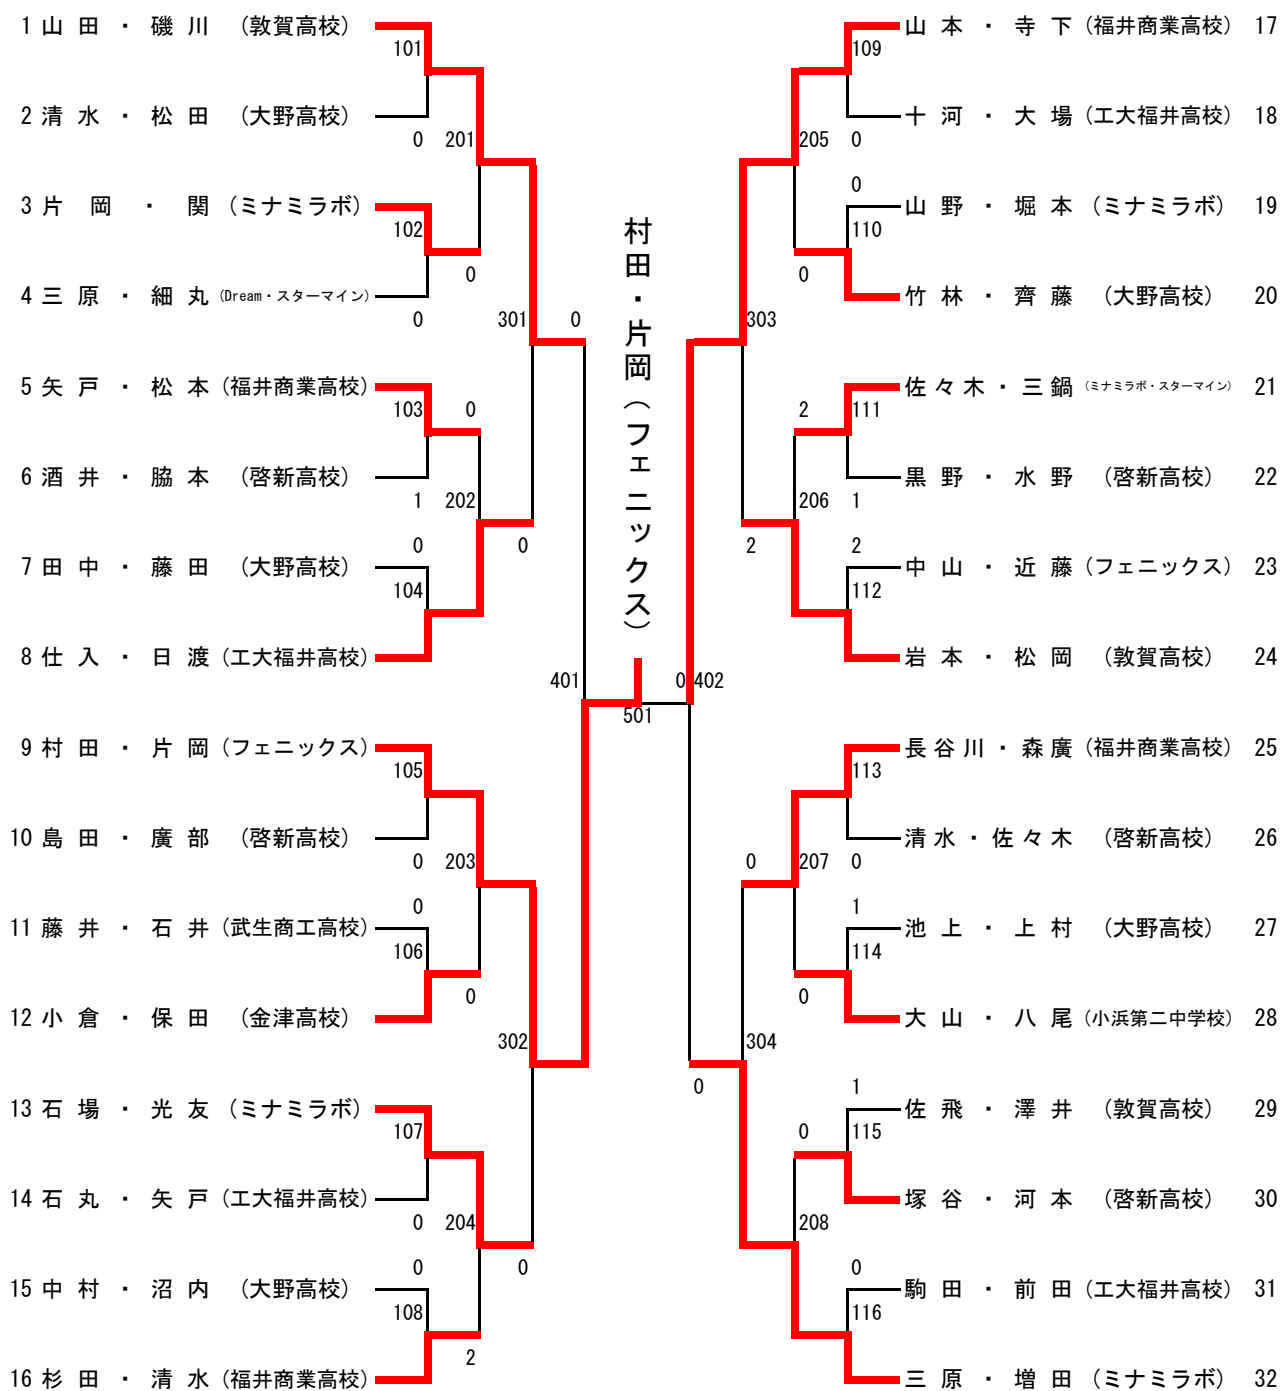 1 山田・磯川 (敦賀高校)
101
2 清水・松田 (大野高校)
0 201
3 片岡・関 (ミナミラボ)
102
0
4 三原・細丸 (Dream・スターマイン)
0
301 0
5 矢戸・松本 (福井商業高校)
103 0
6 酒井・脇本 (啓新高校)
1 202
0 0
7 田中・藤田 (大野高校)
104
8 仕入・日渡 (工大福井高校)
401
9 村田・片岡 (フェニックス)
105
10 島田・廣部 (啓新高校)
0 203
0
11 藤井・石井 (武生商工高校)
106
0
12 小倉・保田 (金津高校)
302
13 石場・光友 (ミナミラボ)
107
14 石丸・矢戸 (工大福井高校)
0 204
0 0
15 中村・沼内 (大野高校)
108
2
16 杉田・清水 (福井商業高校)
村田・片岡(フェニックス)
501
山本・寺下 (福井商業高校) 17
109
十河・大場 (工大福井高校) 18
205 0
0
山野・堀本 (ミナミラボ) 19
110
0
竹林・齊藤 (大野高校) 20
303
佐々木・三鍋 (ミナミラボ・スターマイン) 21
2 111
黒野・水野 (啓新高校) 22
206 1
2 2
中山・近藤 (フェニックス) 23
112
岩本・松岡 (敦賀高校) 24
0 402
長谷川・森廣 (福井商業高校) 25
113
清水・佐々木 (啓新高校) 26
0 207 0
1
池上・上村 (大野高校) 27
114
0
大山・八尾 (小浜第二中学校) 28
304
0 1
佐飛・澤井 (敦賀高校) 29
0 115
塚谷・河本 (啓新高校) 30
208
0
駒田・前田 (工大福井高校) 31
116
三原・増田 (ミナミラボ) 32